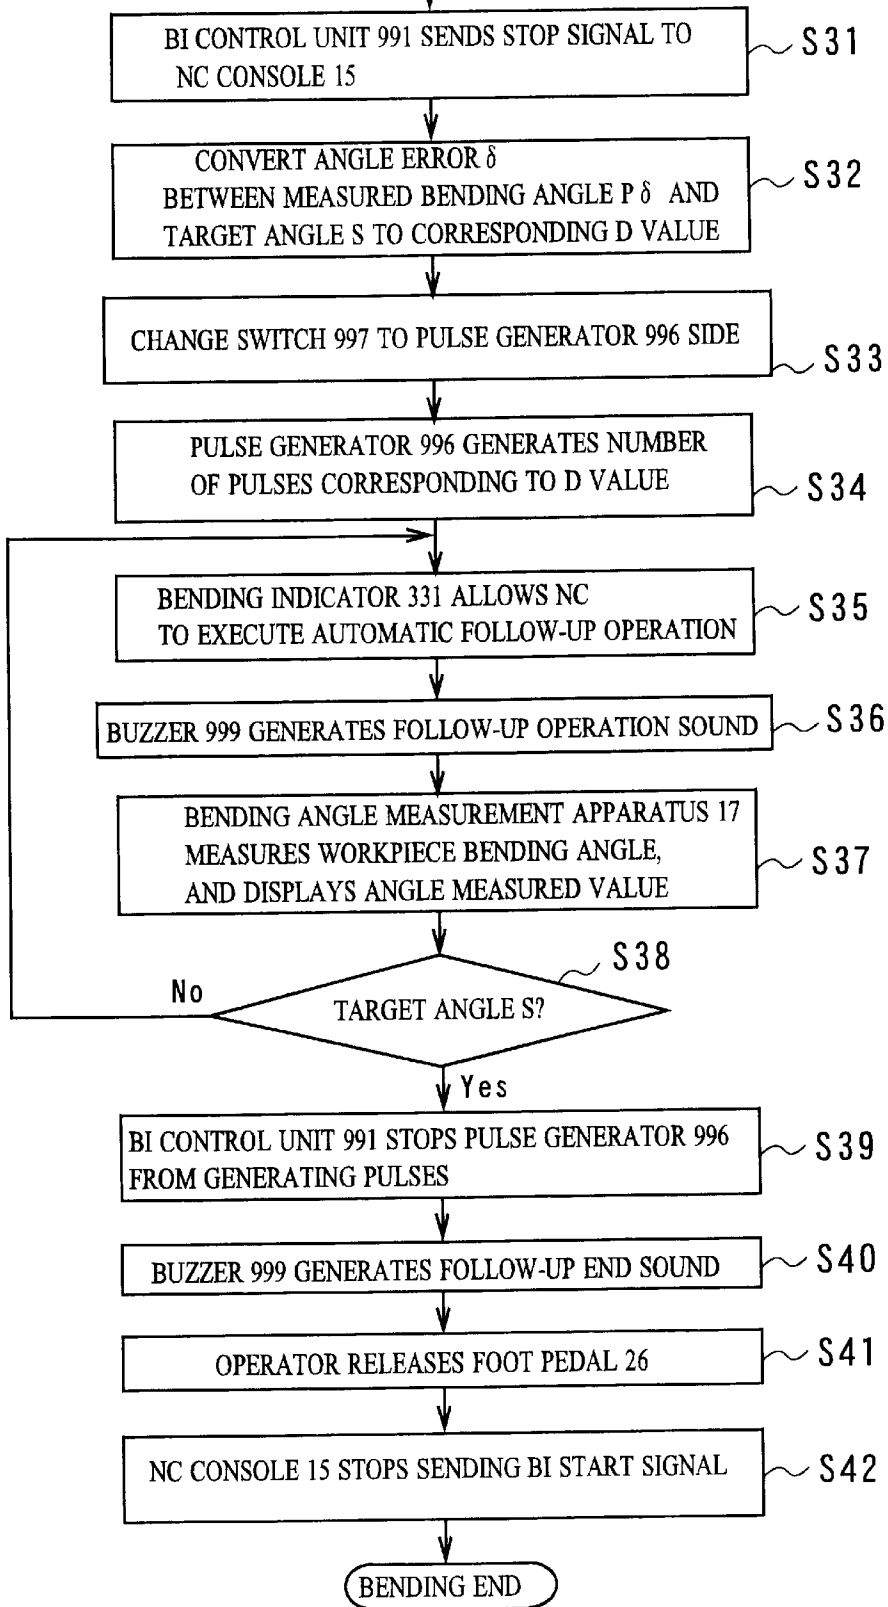 BI CONTROL UNIT 991 SENDS STOP SIGNAL TO
NC CONSOLE 15
S31
CONVERT ANGLE ERROR δ
BETWEEN MEASURED BENDING ANGLE P δ AND
TARGET ANGLE S TO CORRESPONDING D VALUE
S32
CHANGE SWITCH 997 TO PULSE GENERATOR 996 SIDE
S33
PULSE GENERATOR 996 GENERATES NUMBER
OF PULSES CORRESPONDING TO D VALUE
S34
BENDING INDICATOR 331 ALLOWS NC
TO EXECUTE AUTOMATIC FOLLOW-UP OPERATION
S35
BUZZER 999 GENERATES FOLLOW-UP OPERATION SOUND
S36
BENDING ANGLE MEASUREMENT APPARATUS 17
MEASURES WORKPIECE BENDING ANGLE,
AND DISPLAYS ANGLE MEASURED VALUE
S37
S38
No
TARGET ANGLE S?
Yes
BI CONTROL UNIT 991 STOPS PULSE GENERATOR 996
FROM GENERATING PULSES
S39
BUZZER 999 GENERATES FOLLOW-UP END SOUND
S40
OPERATOR RELEASES FOOT PEDAL 26
S41
NC CONSOLE 15 STOPS SENDING BI START SIGNAL
S42
BENDING END